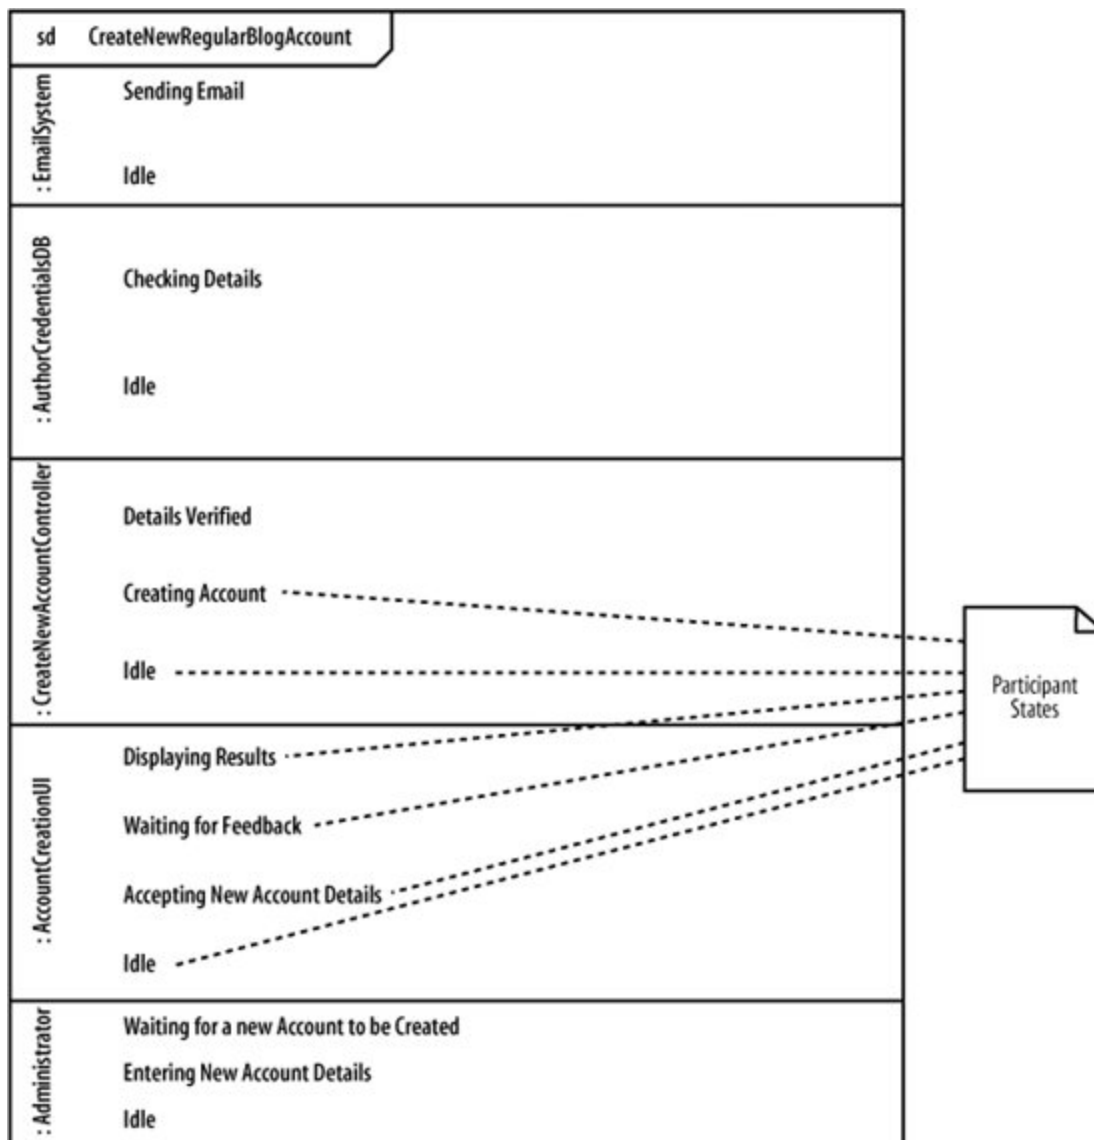 sd CreateNewRegularBlogAccount
: EmailSystem
Sending Email
Idle
: AuthorCredentialsDB
Checking Details
Idle
: CreateNewAccountController
Details Verified
Creating Account
Idle
: AccountCreationUI
Displaying Results
Waiting for Feedback
Accepting New Account Details
Idle
Participant
States
: Administrator
Waiting for a new Account to be Created
Entering New Account Details
Idle